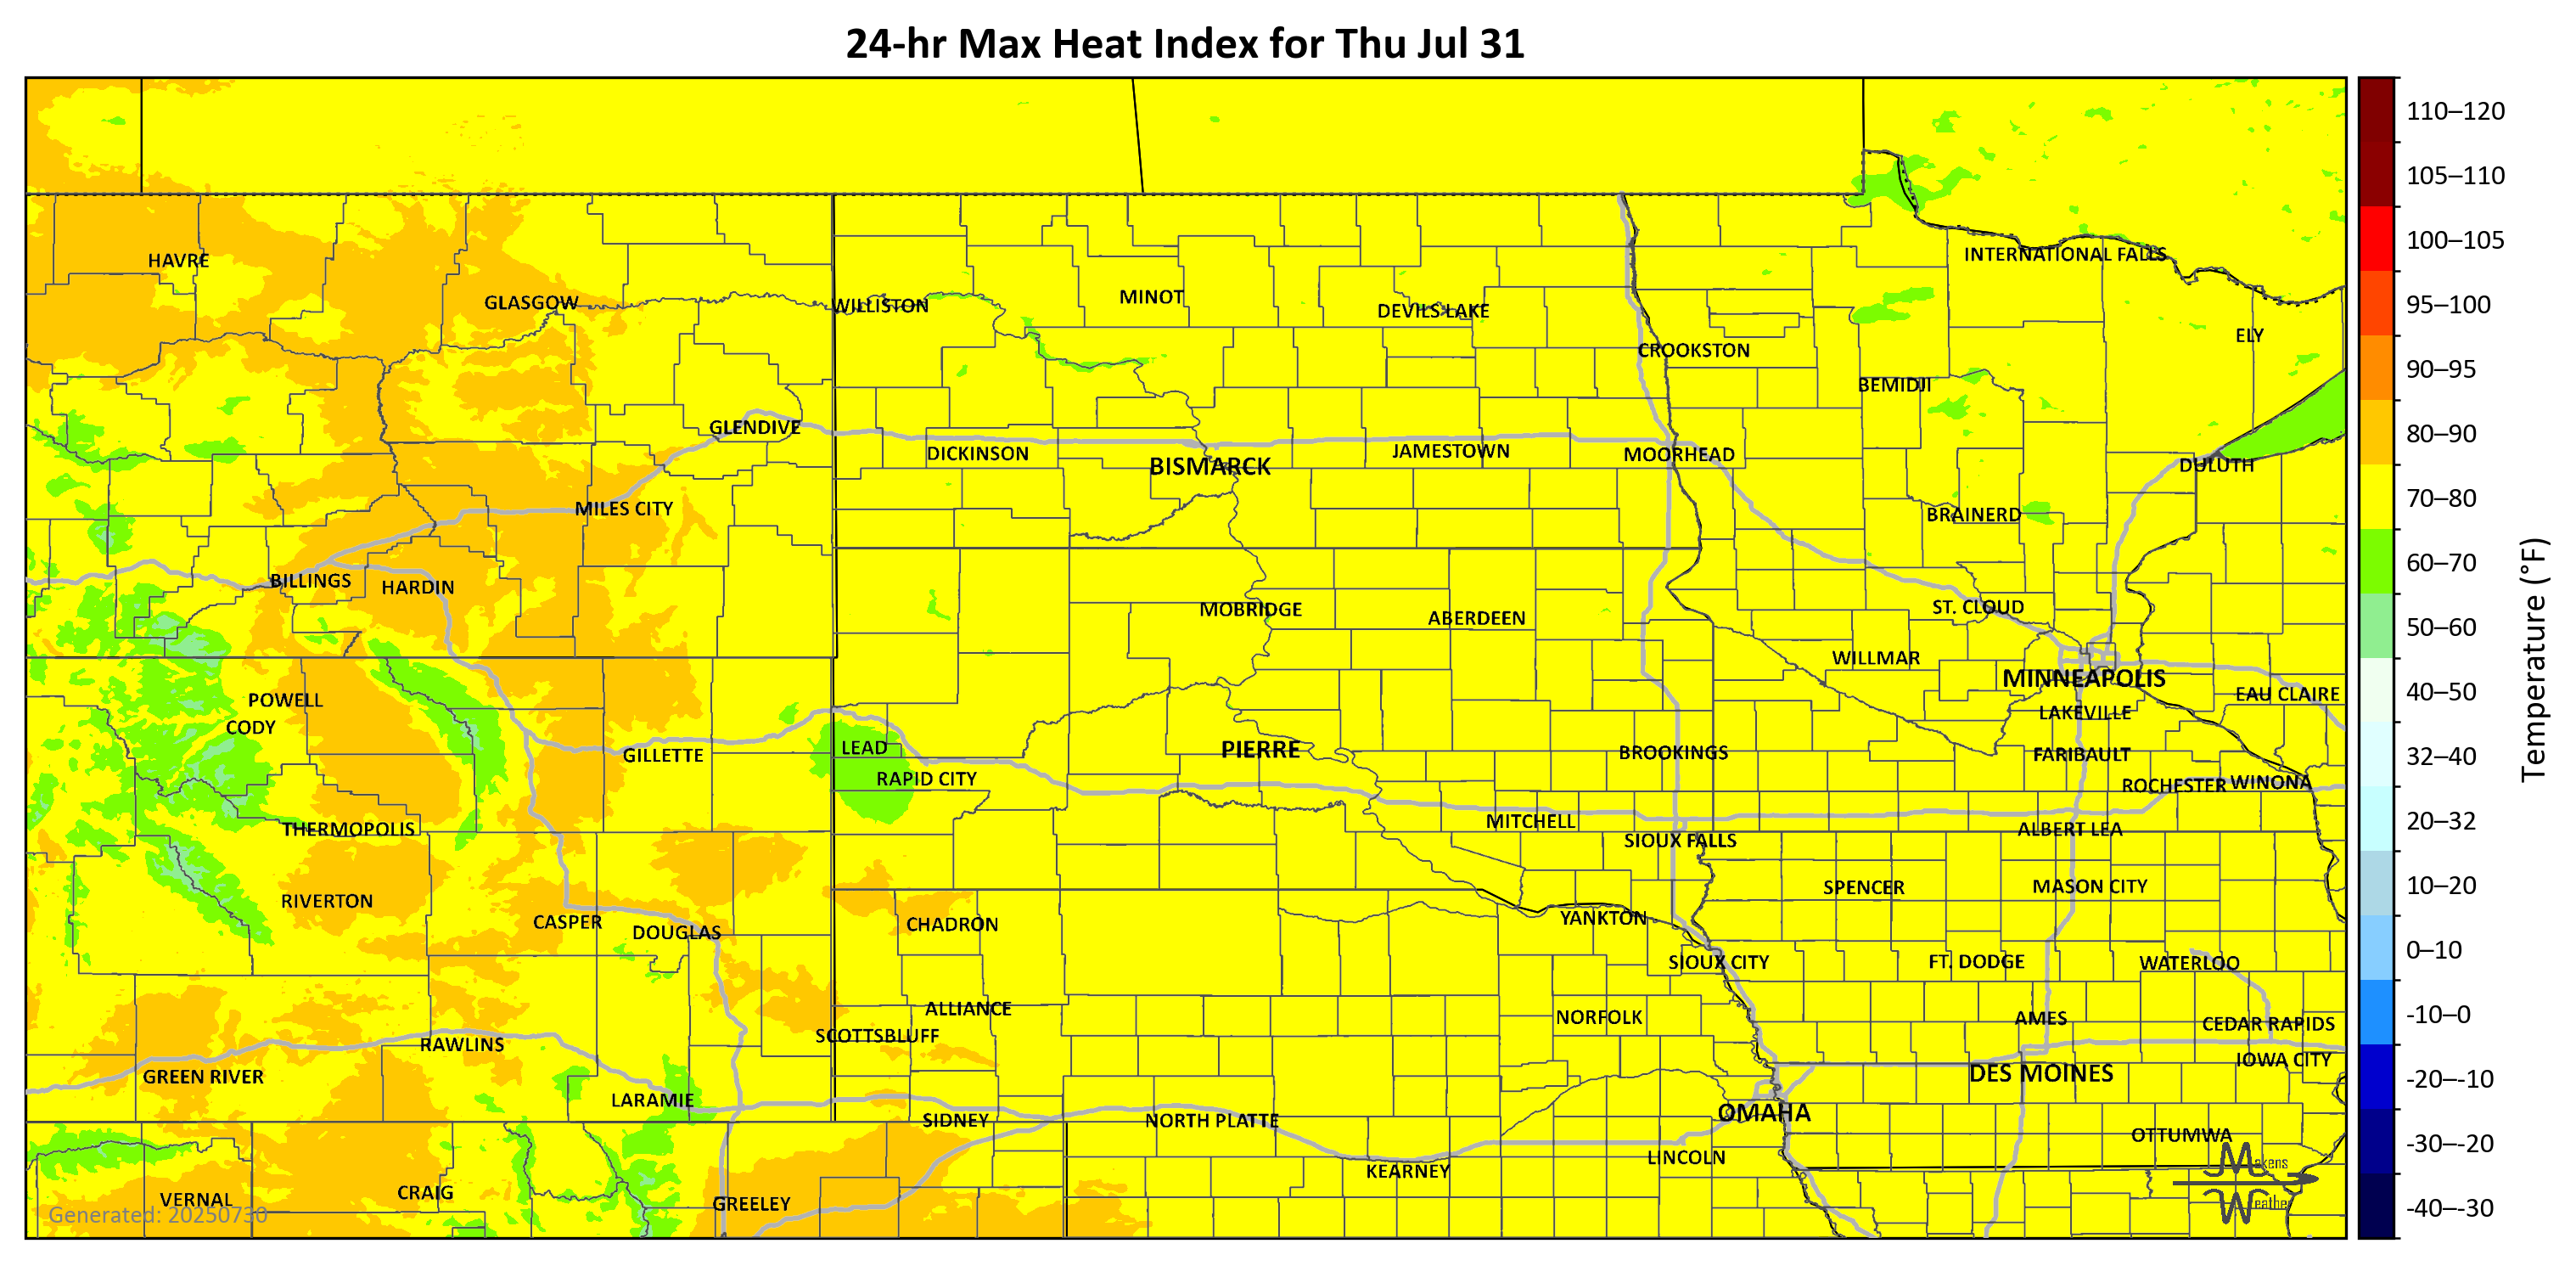 24-hr Max Heat Index for Thu Jul 31
HAVRE
GLASGOW
WILLISTON
MINOT
DEVILS LAKE
INTERNATIONAL FALLS
CROOKSTON
ELY
BEMIDJI
GLENDIVE
DICKINSON
BISMARCK
JAMESTOWN
MOORHEAD
DULUTH
MILES CITY
BRAINERD
BILLINGS
HARDIN
MOBRIDGE
ABERDEEN
ST. CLOUD
WILLMAR
MINNEAPOLIS
EAU CLAIRE
POWELL
CODY
LAKEVILLE
GILLETTE
LEAD
RAPID CITY
PIERRE
BROOKINGS
FARIBAULT
ROCHESTER
WINONA
THERMOPOLIS
MITCHELL
SIOUX FALLS
ALBERT LEA
RIVERTON
CASPER
DOUGLAS
CHADRON
YANKTON
SPENCER
MASON CITY
SIOUX CITY
FT. DODGE
WATERLOO
ALLIANCE
SCOTTSBLUFF
NORFOLK
AMES
CEDAR RAPIDS
IOWA CITY
RAWLINS
GREEN RIVER
LARAMIE
SIDNEY
NORTH PLATTE
OMAHA
DES MOINES
OTTUMWA
KEARNEY
LINCOLN
VERNAL
CRAIG
GREELEY
Generated: 20250730
Makens
Weather
110–120
105–110
100–105
95–100
90–95
80–90
70–80
60–70
50–60
40–50
32–40
20–32
10–20
0–10
-10–0
-20–-10
-30–-20
-40–-30
Temperature (°F)